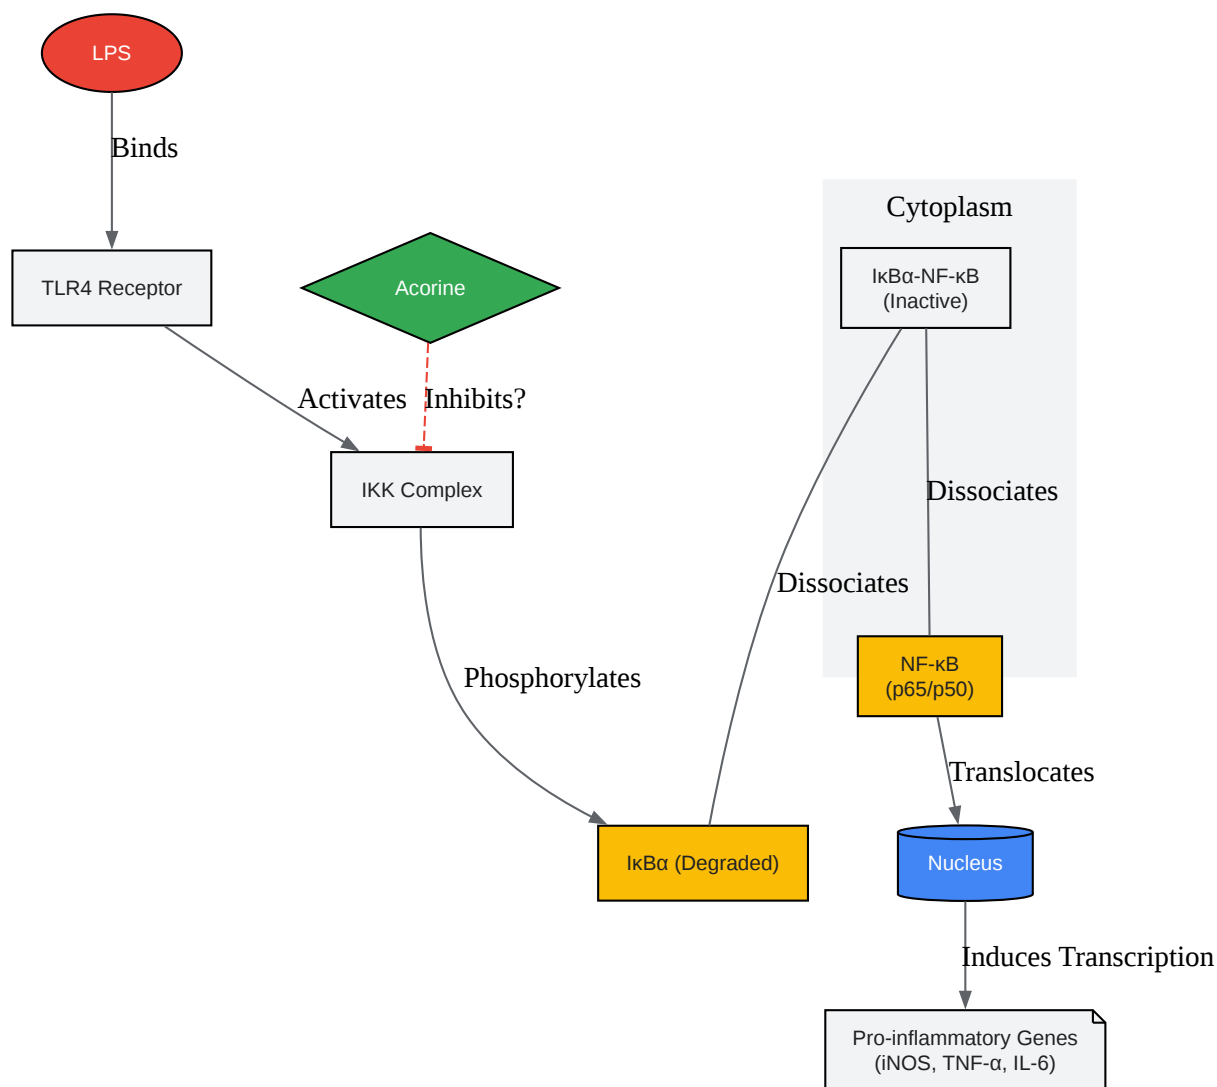 LPS
Binds
TLR4 Receptor
Acorine
Cytoplasm
IκBα-NF-κB
(Inactive)
Activates
Inhibits?
IKK Complex
Dissociates
Dissociates
Phosphorylates
NF-κB
(p65/p50)
Translocates
IκBα (Degraded)
Nucleus
Induces Transcription
Pro-inflammatory Genes
(iNOS, TNF-α, IL-6)